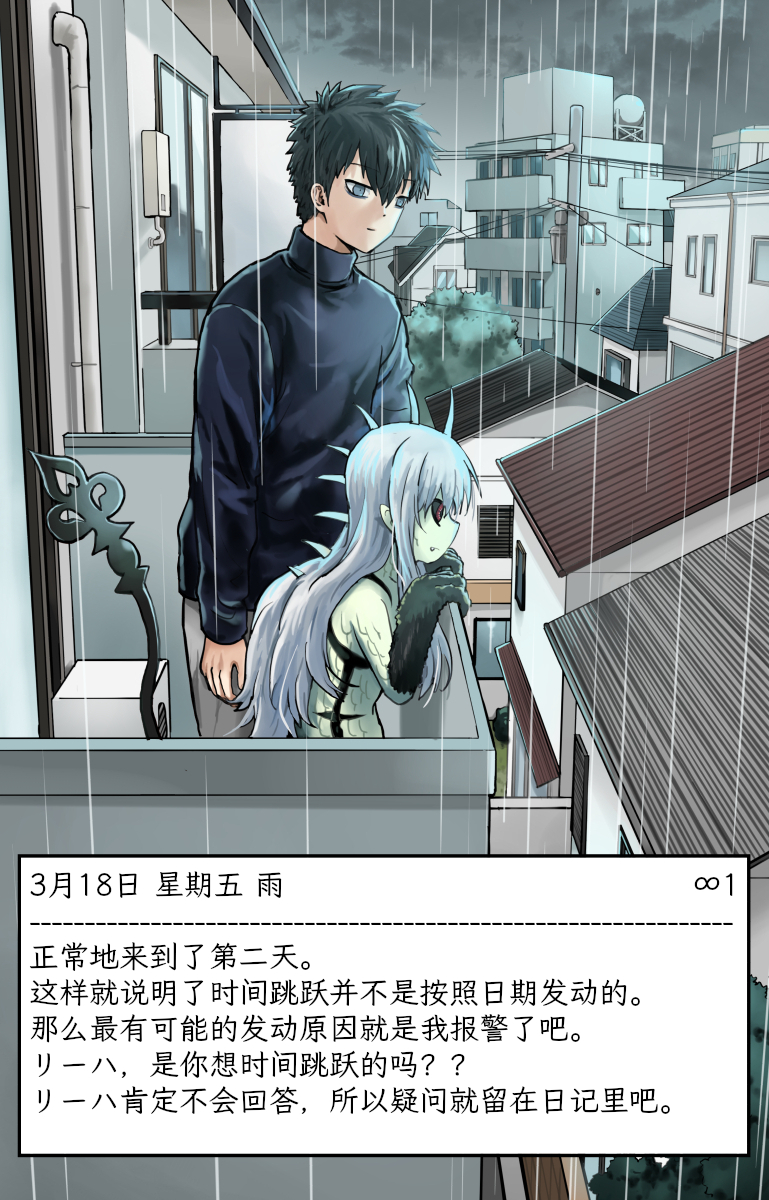 3月18日 星期五 雨 ∞1
正常地来到了第二天。
这样就说明了时间跳跃并不是按照日期发动的。
那么最有可能的发动原因就是我报警了吧。
リーハ，是你想时间跳跃的吗？？
リーハ肯定不会回答，所以疑问就留在日记里吧。